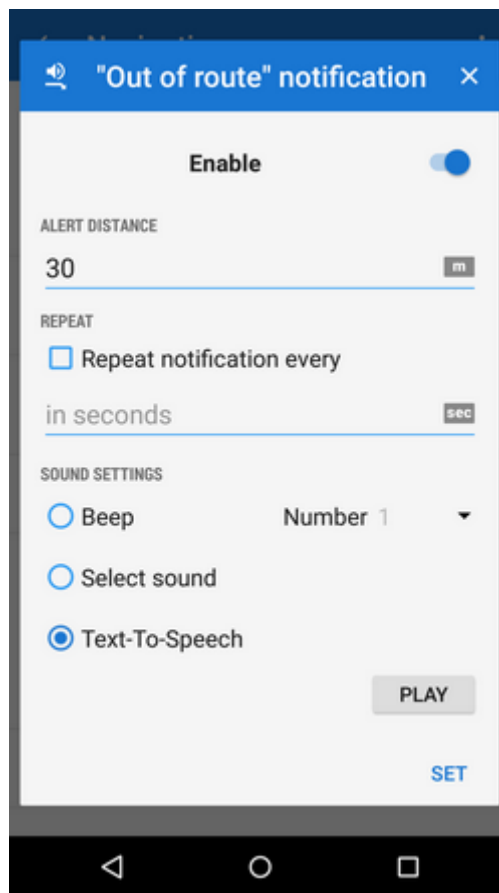 "Out of route" notification
Enable
ALERT DISTANCE
30 m
REPEAT
Repeat notification every
in seconds sec
SOUND SETTINGS
Beep Number 1
Select sound
Text-To-Speech
PLAY
SET